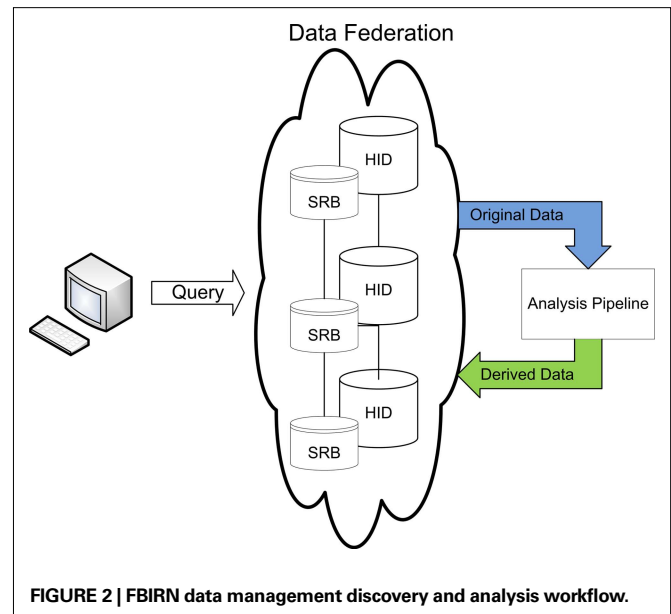 Data Federation
HID
SRB
Original Data
HID
Query
Analysis Pipeline
SRB
Derived Data
HID
SRB
FIGURE 2 | FBIRN data management discovery and analysis workflow.